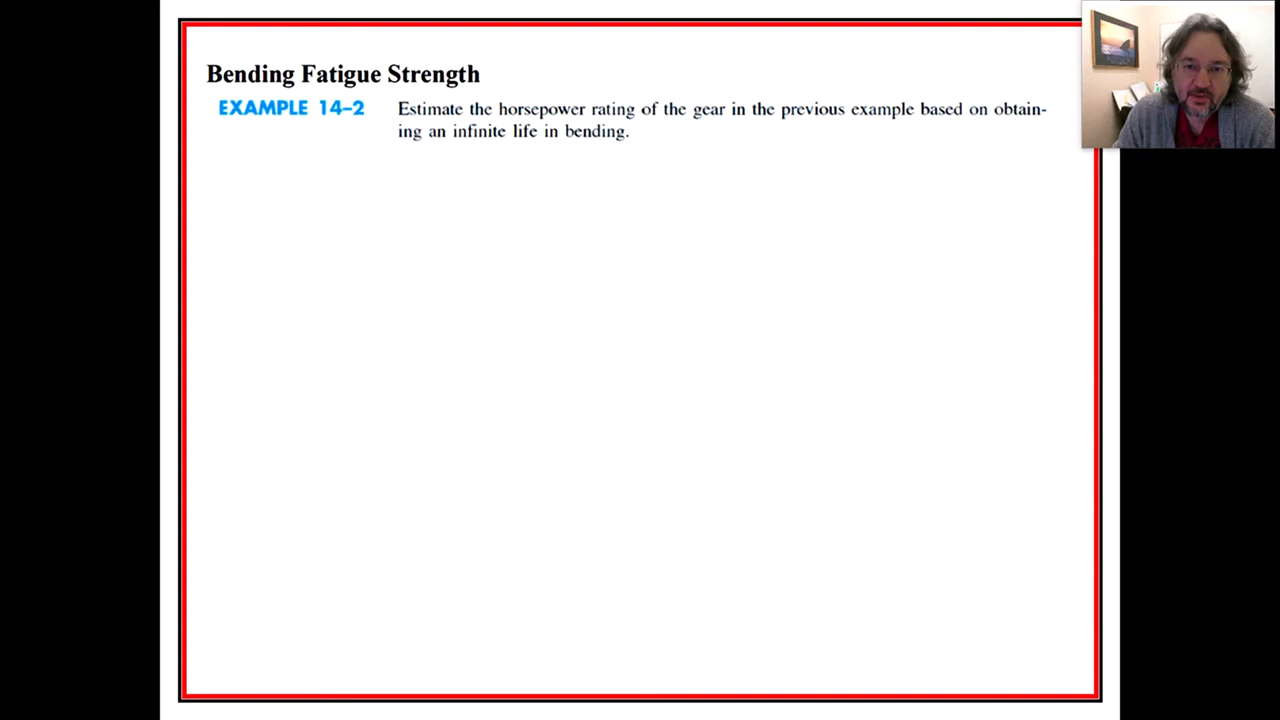 Bending Fatigue Strength
EXAMPLE 14–2 Estimate the horsepower rating of the gear in the previous example based on obtain-
ing an infinite life in bending.